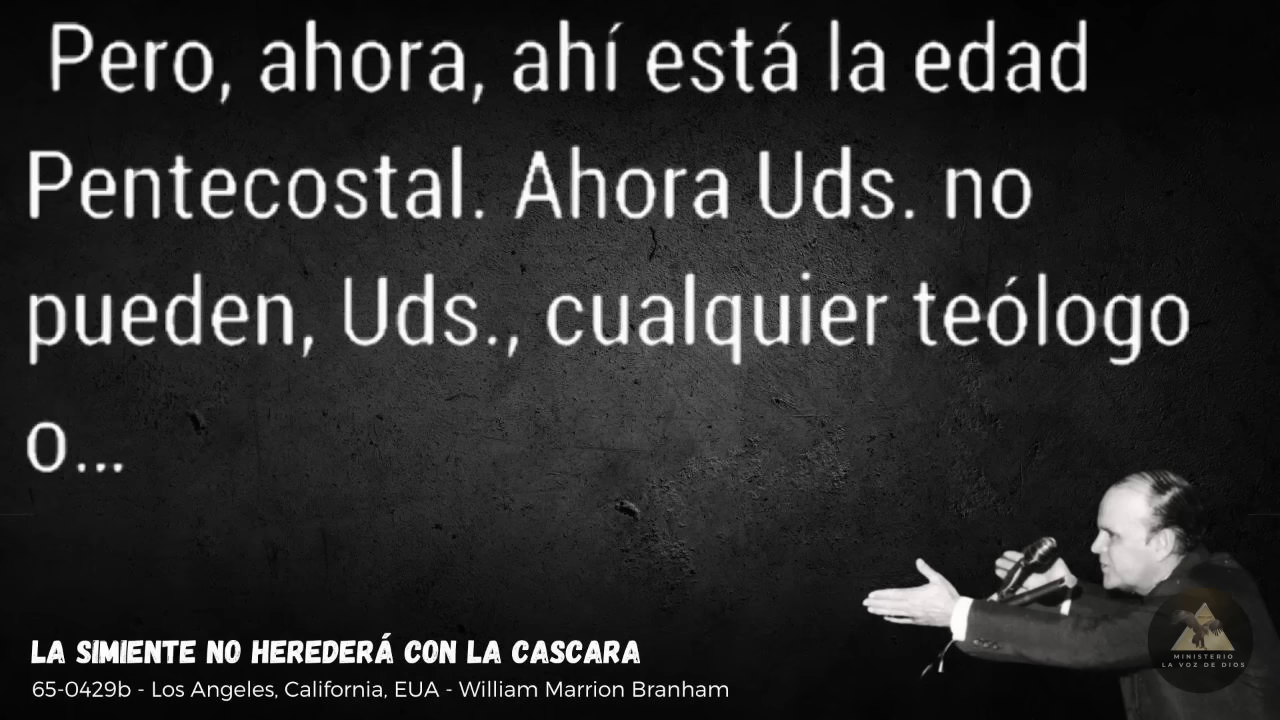 Pero, ahora, ahí está la edad
Pentecostal. Ahora Uds. no
pueden, Uds., cualquier teólogo
o...
LA SIMIENTE NO HEREDERÁ CON LA CASCARA
65-0429b - Los Angeles, California, EUA - William Marrion Branham
MINISTERIO
LA VOZ DE DIOS